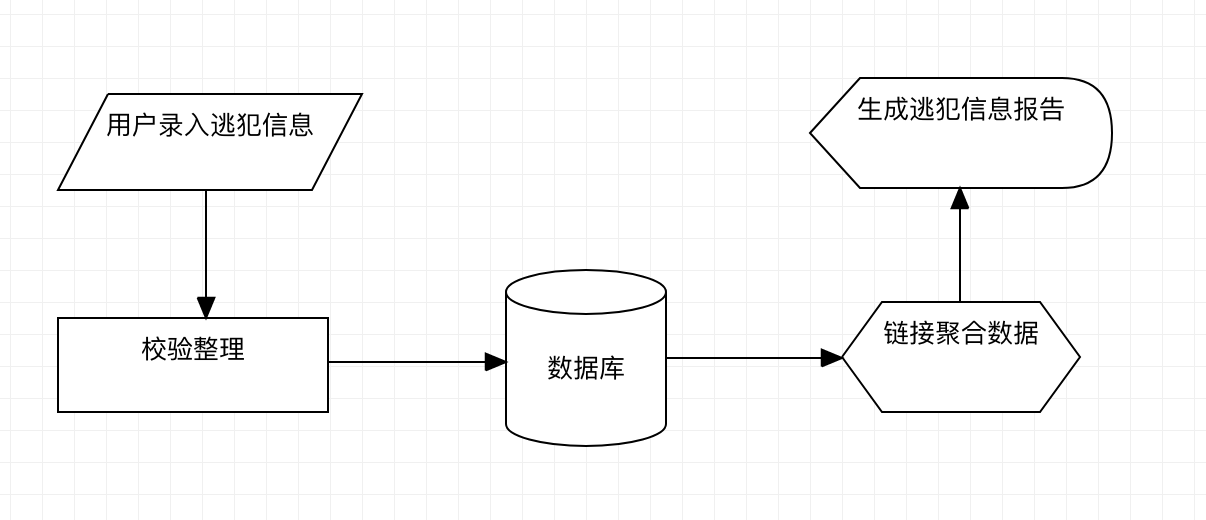 用户录入逃犯信息
校验整理
数据库
链接聚合数据
生成逃犯信息报告